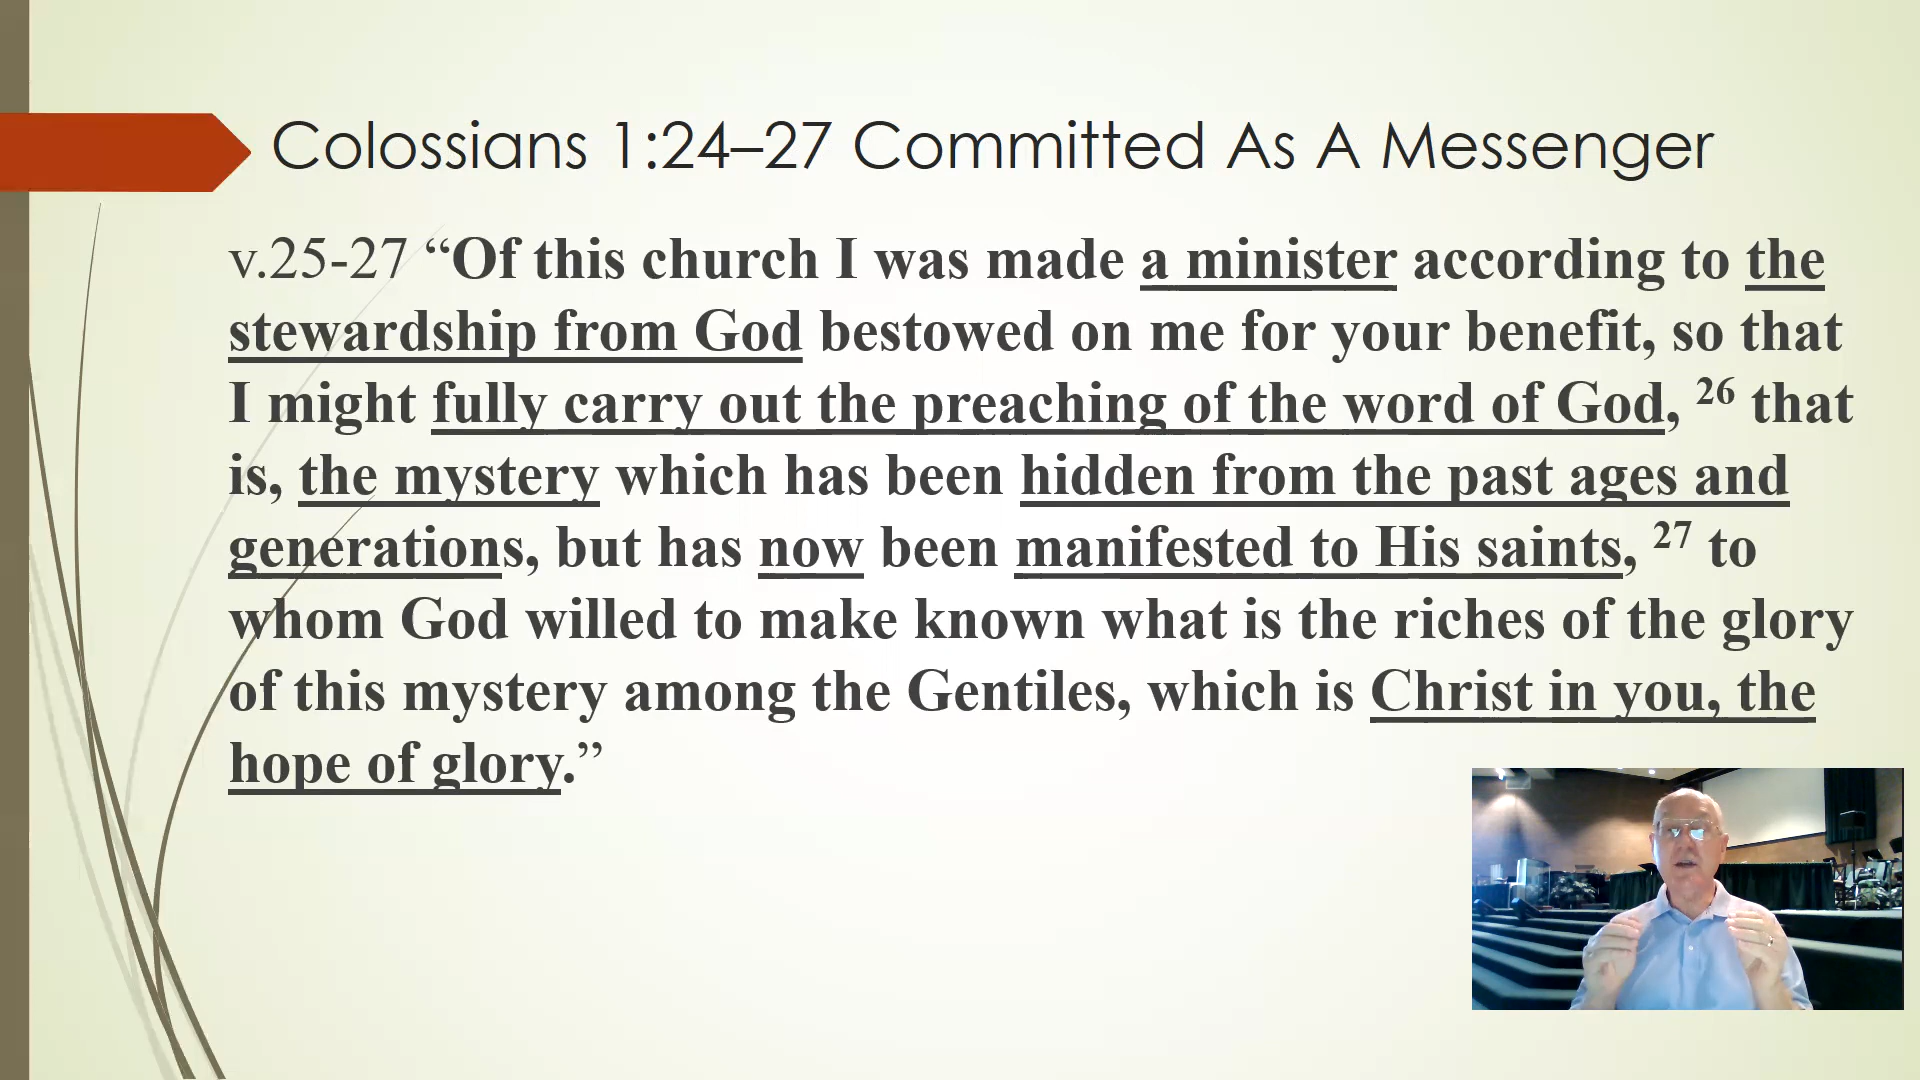 Colossians 1:24–27 Committed As A Messenger
v.25-27 “Of this church I was made a minister according to the
stewardship from God bestowed on me for your benefit, so that
I might fully carry out the preaching of the word of God, 26 that
is, the mystery which has been hidden from the past ages and
generations, but has now been manifested to His saints, 27 to
whom God willed to make known what is the riches of the glory
of this mystery among the Gentiles, which is Christ in you, the
hope of glory.”